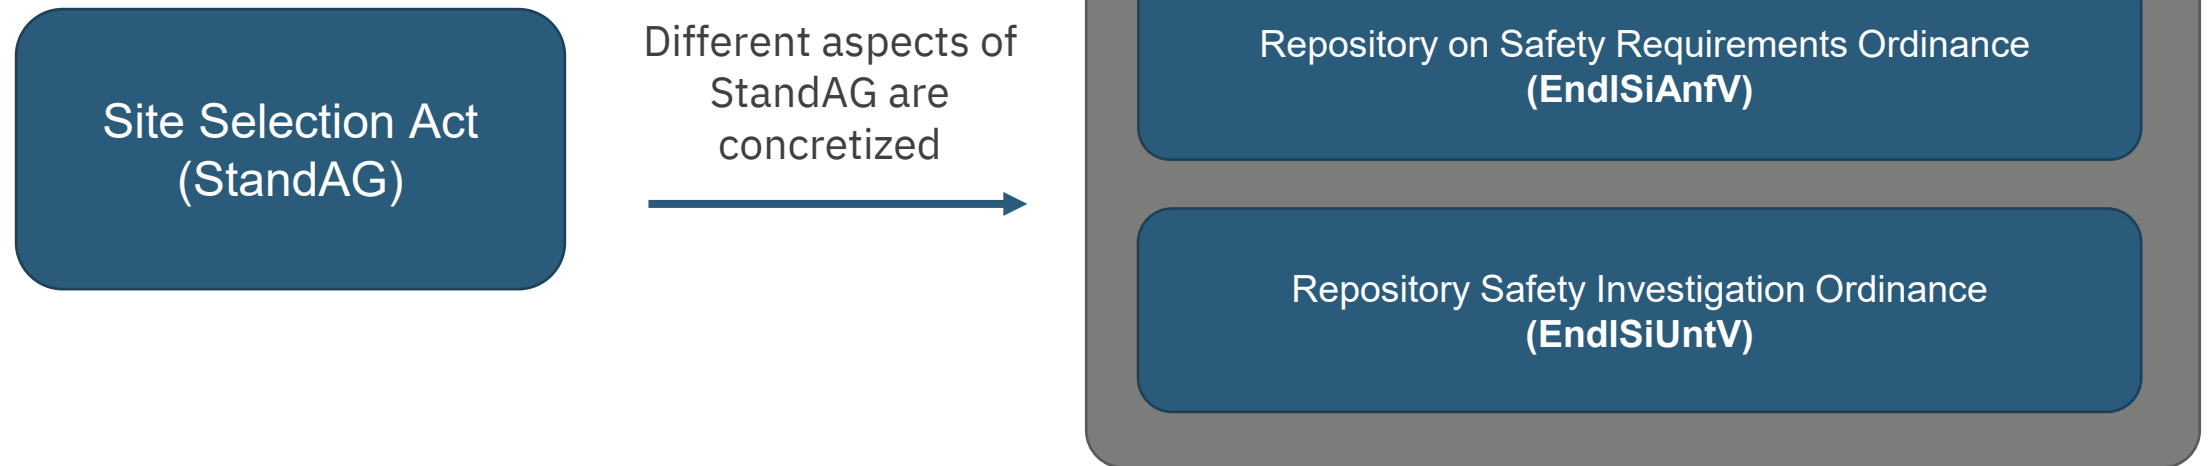 Site Selection Act
(StandAG)
Different aspects of
StandAG are
concretized
Repository on Safety Requirements Ordinance
(EndlSiAnfV)
Repository Safety Investigation Ordinance
(EndlSiUntV)